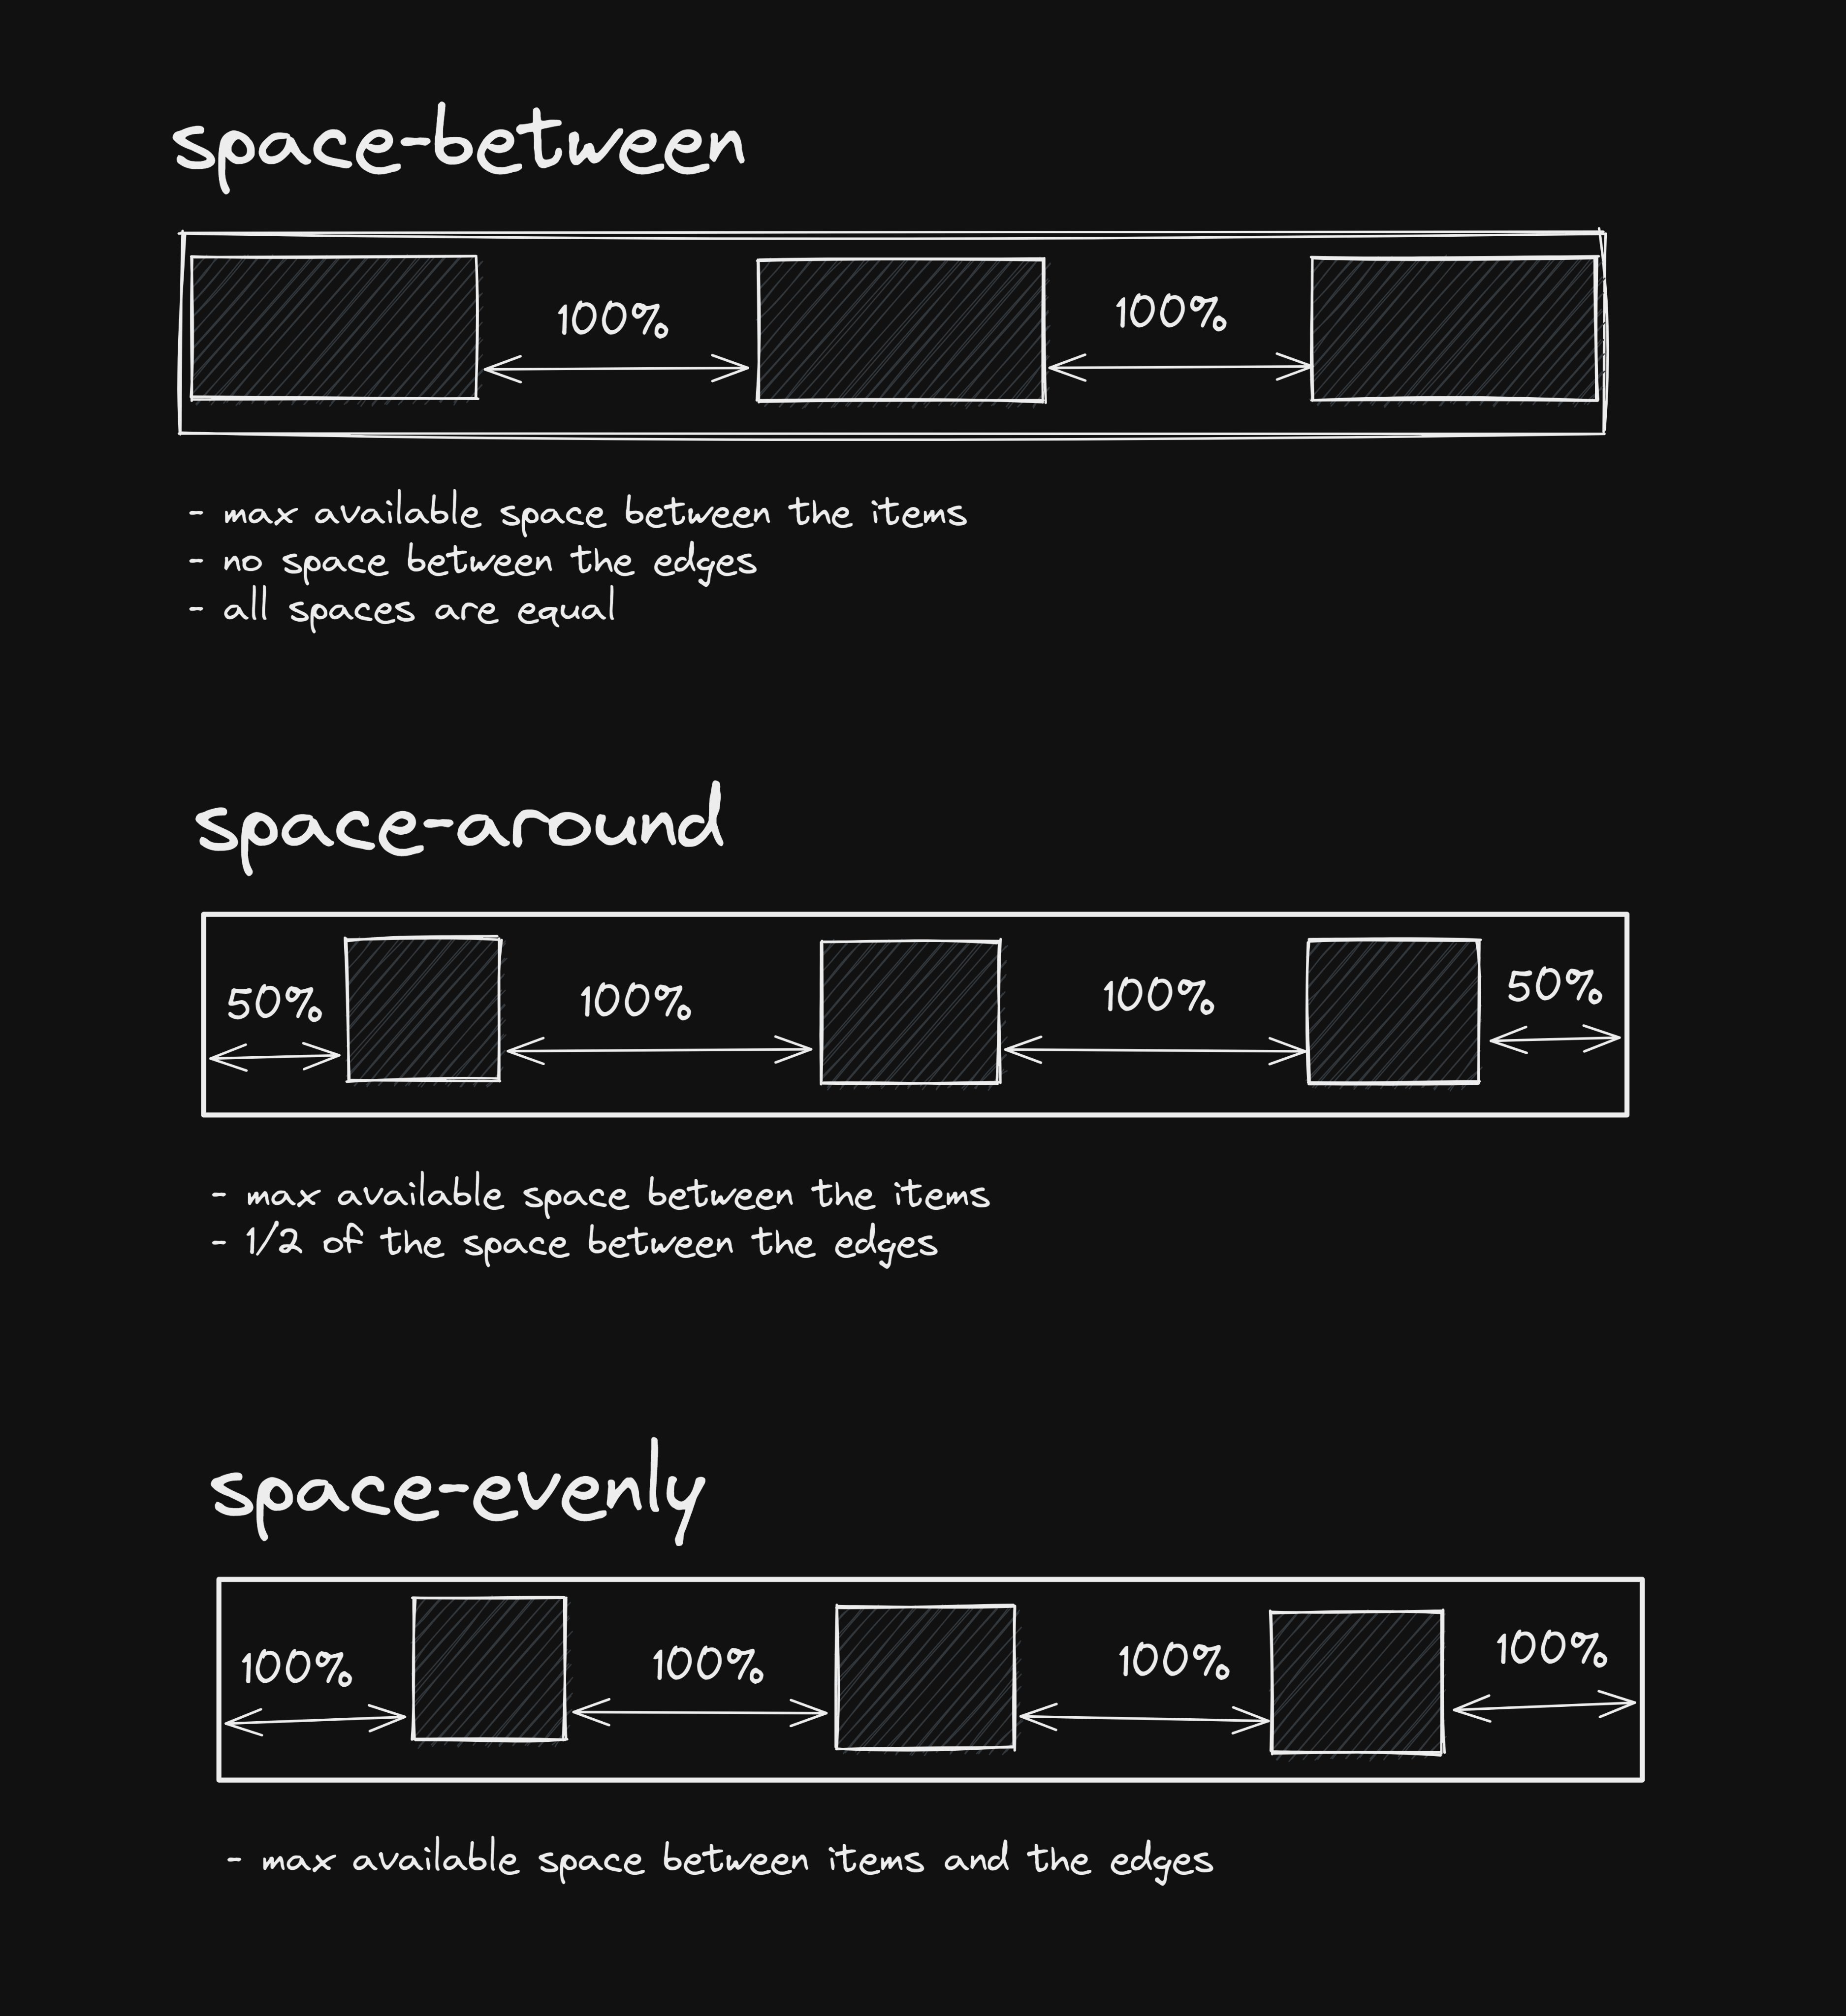 space-between
100%
100%
- max available space between the items
- no space between the edges
- all spaces are equal
space-around
50%
100%
100%
50%
- max available space between the items
- 1/2 of the space between the edges
space-evenly
100%
100%
100%
100%
- max available space between items and the edges